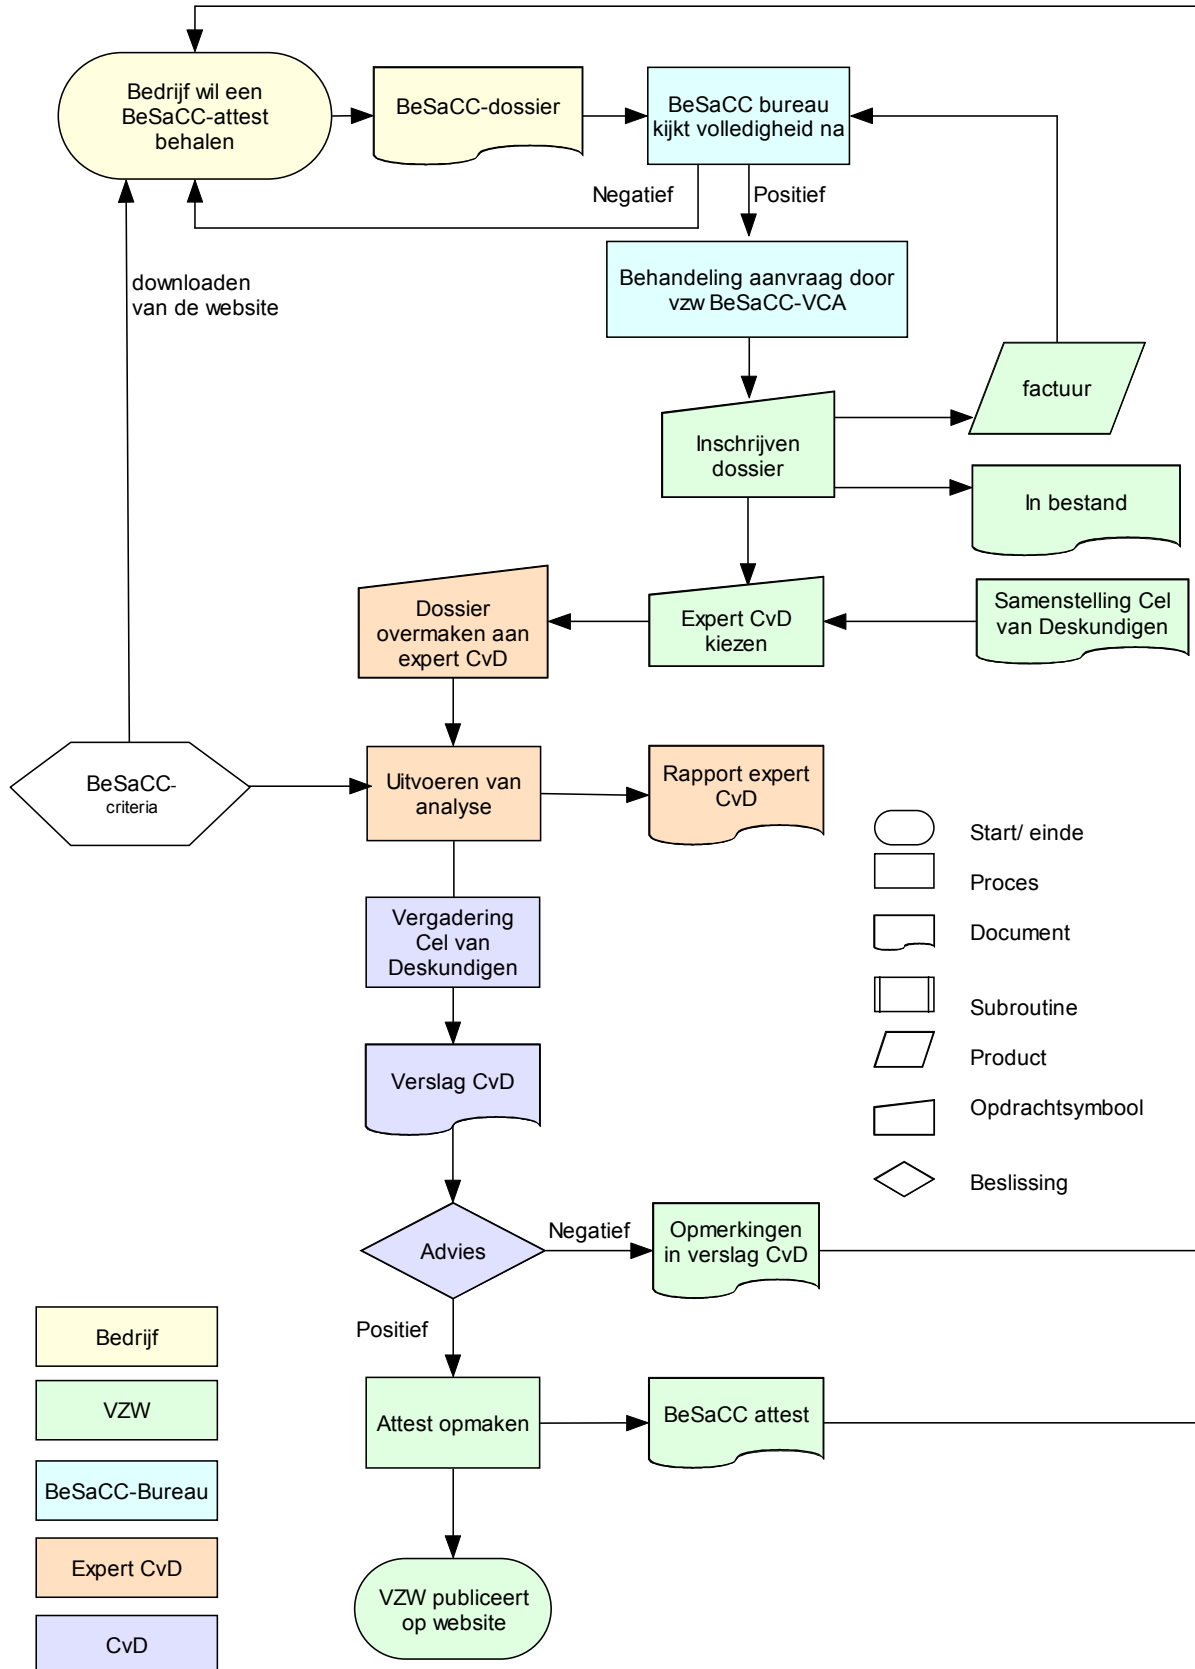 Bedrijf wil een
BeSaCC-attest
behalen
BeSaCC-dossier
BeSaCC bureau
kijkt volledigheid na
Negatief
Positief
downloaden
van de website
Behandeling aanvraag door
vzw BeSaCC-VCA
factuur
Inschrijven
dossier
In bestand
Dossier
overmaken aan
expert CvD
Expert CvD
kiezen
Samenstelling Cel
van Deskundigen
BeSaCC-
criteria
Uitvoeren van
analyse
Rapport expert
CvD
Start/ einde
Proces
Document
Subroutine
Product
Opdrachtsymbool
Beslissing
Vergadering
Cel van
Deskundigen
Verslag CvD
Advies
Negatief
Opmerkingen
in verslag CvD
Positief
Attest opmaken
BeSaCC attest
VZW publiceert
op website
Bedrijf
VZW
BeSaCC-Bureau
Expert CvD
CvD